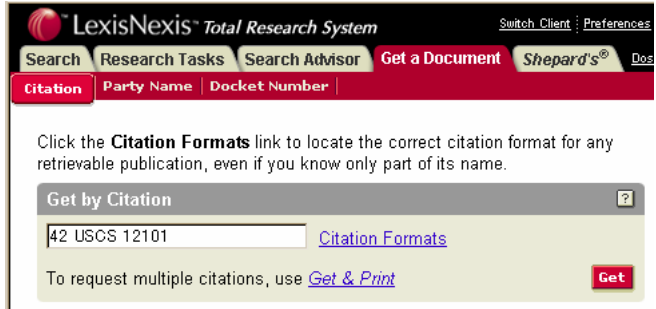 LexisNexis™ Total Research System
Switch Client Preferences
Search Research Tasks Search Advisor Get a Document Shepard's® Dos
Citation Party Name Docket Number
Click the Citation Formats link to locate the correct citation format for any
retrievable publication, even if you know only part of its name.
Get by Citation ?
42 USCS 12101 Citation Formats
To request multiple citations, use Get & Print Get